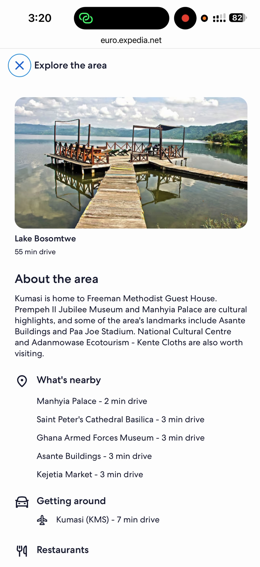 3:20
82
euro.expedia.net
Explore the area
Lake Bosomtwe
55 min drive
About the area
Kumasi is home to Freeman Methodist Guest House.
Prempeh II Jubilee Museum and Manhyia Palace are cultural
highlights, and some of the area's landmarks include Asante
Buildings and Paa Joe Stadium. National Cultural Centre
and Adanmowase Ecotourism - Kente Cloths are also worth
visiting.
What's nearby
Manhyia Palace - 2 min drive
Saint Peter's Cathedral Basilica - 3 min drive
Ghana Armed Forces Museum - 3 min drive
Asante Buildings - 3 min drive
Kejetia Market - 3 min drive
Getting around
Kumasi (KMS) - 7 min drive
Restaurants